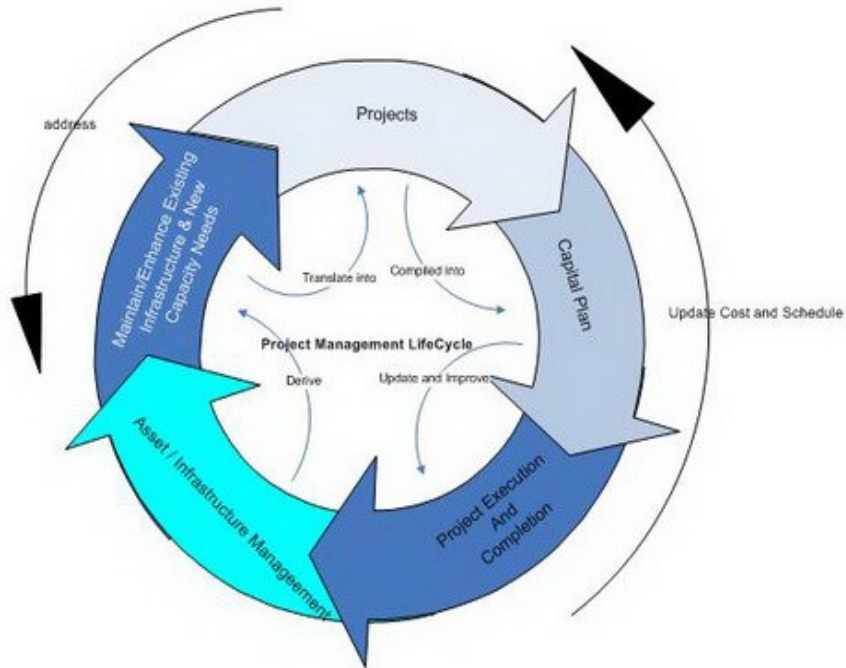 address
Projects
Maintain/Enhance Existing
Infrastructure & New
Capacity Needs
Translate into
Compiled into
Capital Plan
Update Cost and Schedule
Project Management LifeCycle
Derive
Update and Improve
Asset / Infrastructure Manageement
Project Execution
And
Completion